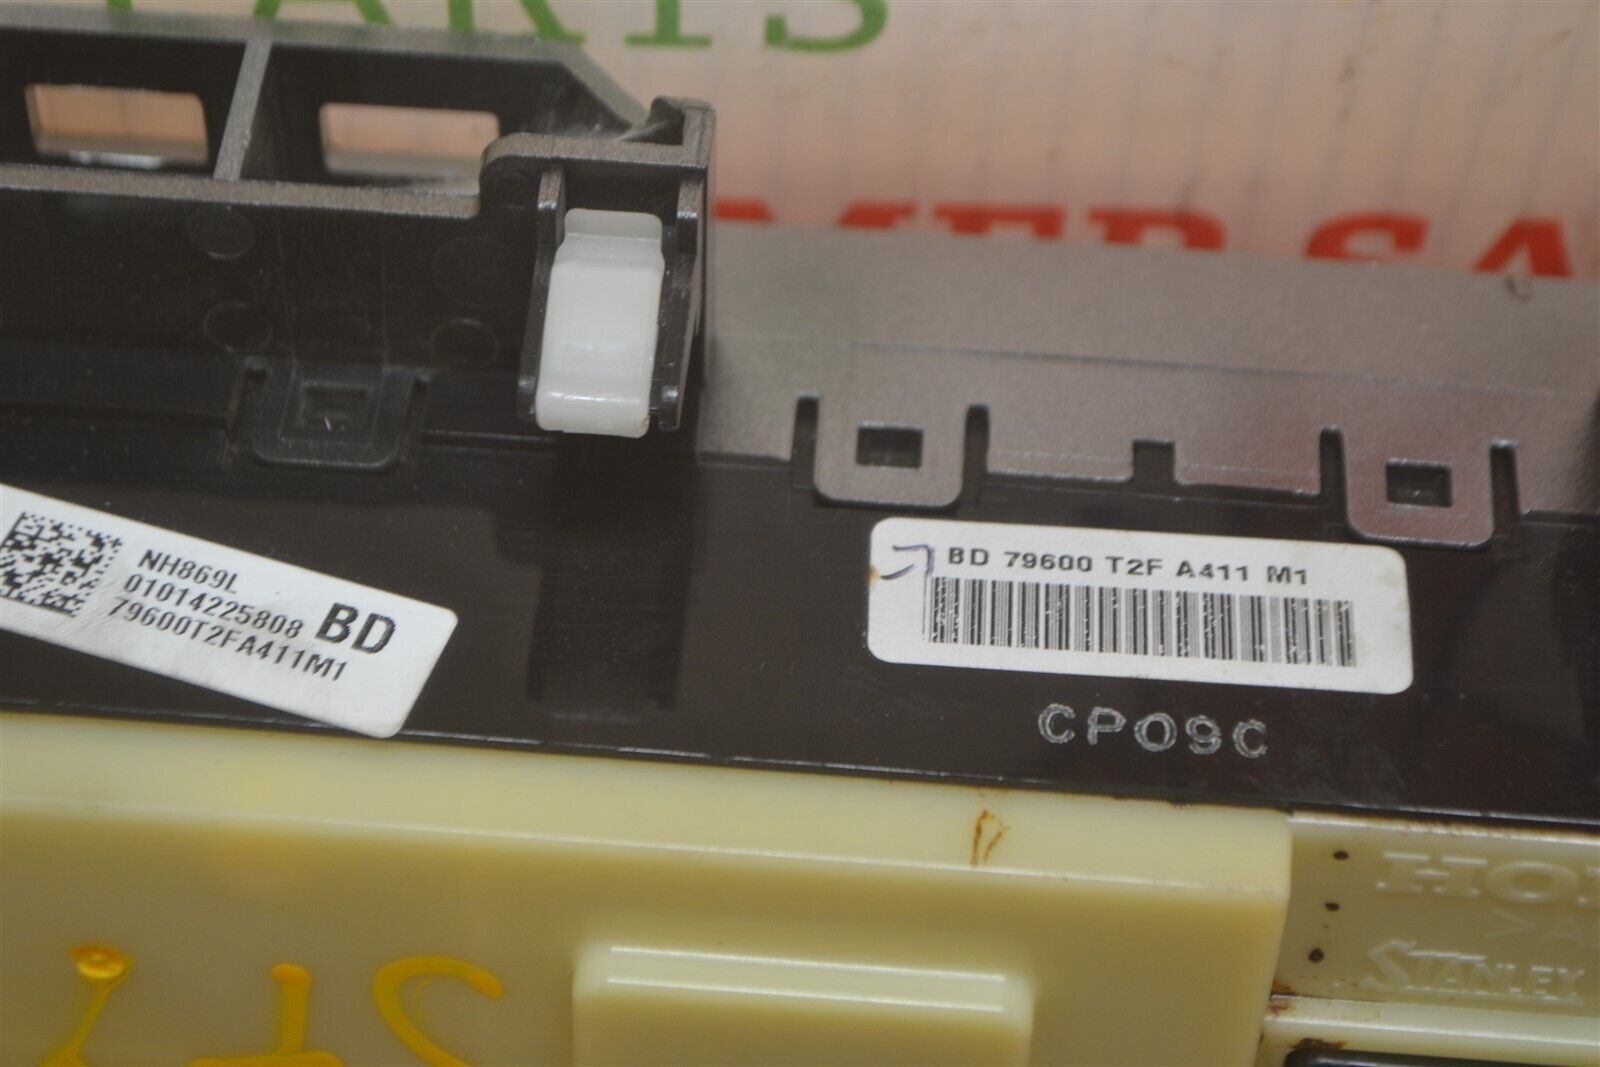 NH869L
01014225808 BD
79600T2FA411M1
BD 79600 T2F A411 M1
CP09C
STANLEY